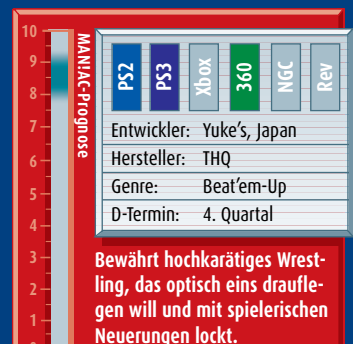 10
9
8
7
6
5
4
3
2
1
0
MAN!AC-Prognose
PS2
PS3
Xbox
360
NGC
Rev
Entwickler: Yuke's, Japan
Hersteller: THQ
Genre: Beat'em-Up
D-Termin: 4. Quartal
Bewährt hochkarätiges Wrest-
ling, das optisch eins draufle-
gen will und mit spielerischen
Neuerungen lockt.